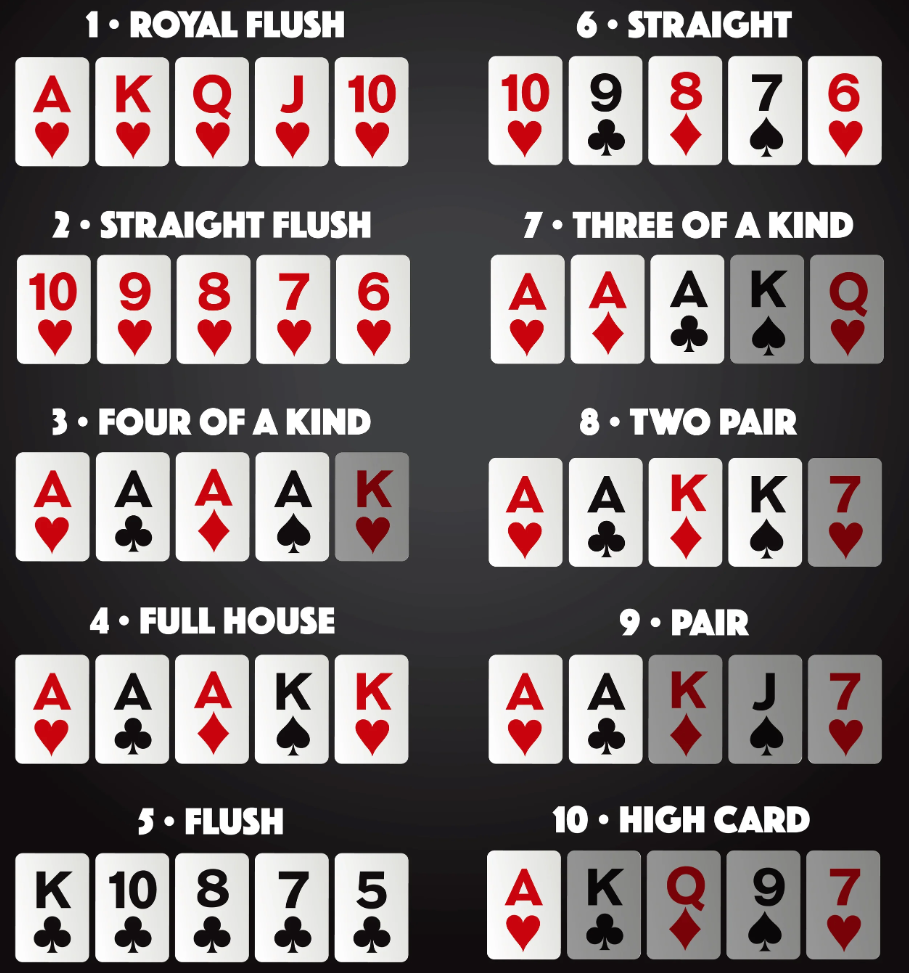 1 • ROYAL FLUSH
A K Q J 10
2 • STRAIGHT FLUSH
10 9 8 7 6
3 • FOUR OF A KIND
A A A A K
4 • FULL HOUSE
A A A K K
5 • FLUSH
K 10 8 7 5
6 • STRAIGHT
10 9 8 7 6
7 • THREE OF A KIND
A A A K Q
8 • TWO PAIR
A A K K 7
9 • PAIR
A A K J 7
10 • HIGH CARD
A K Q 9 7